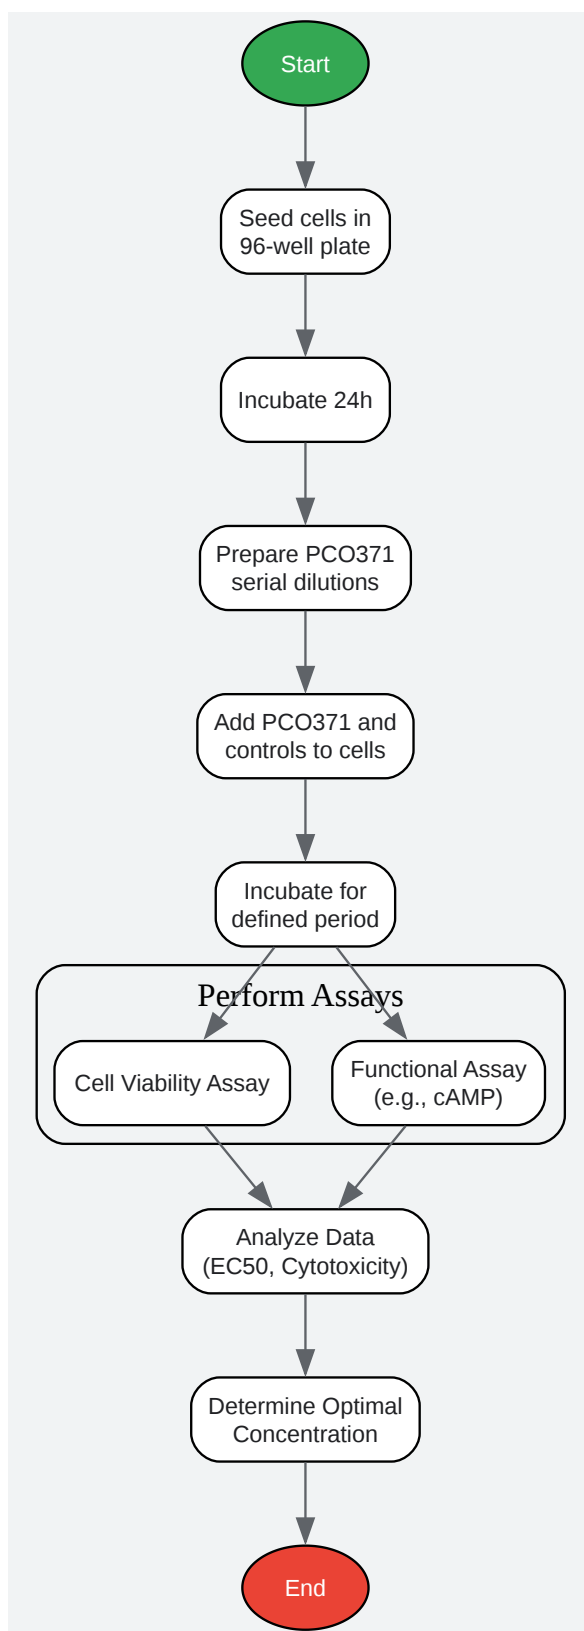 Start
Seed cells in
96-well plate
Incubate 24h
Prepare PCO371
serial dilutions
Add PCO371 and
controls to cells
Incubate for
defined period
Perform Assays
Cell Viability Assay
Functional Assay
(e.g., cAMP)
Analyze Data
(EC50, Cytotoxicity)
Determine Optimal
Concentration
End